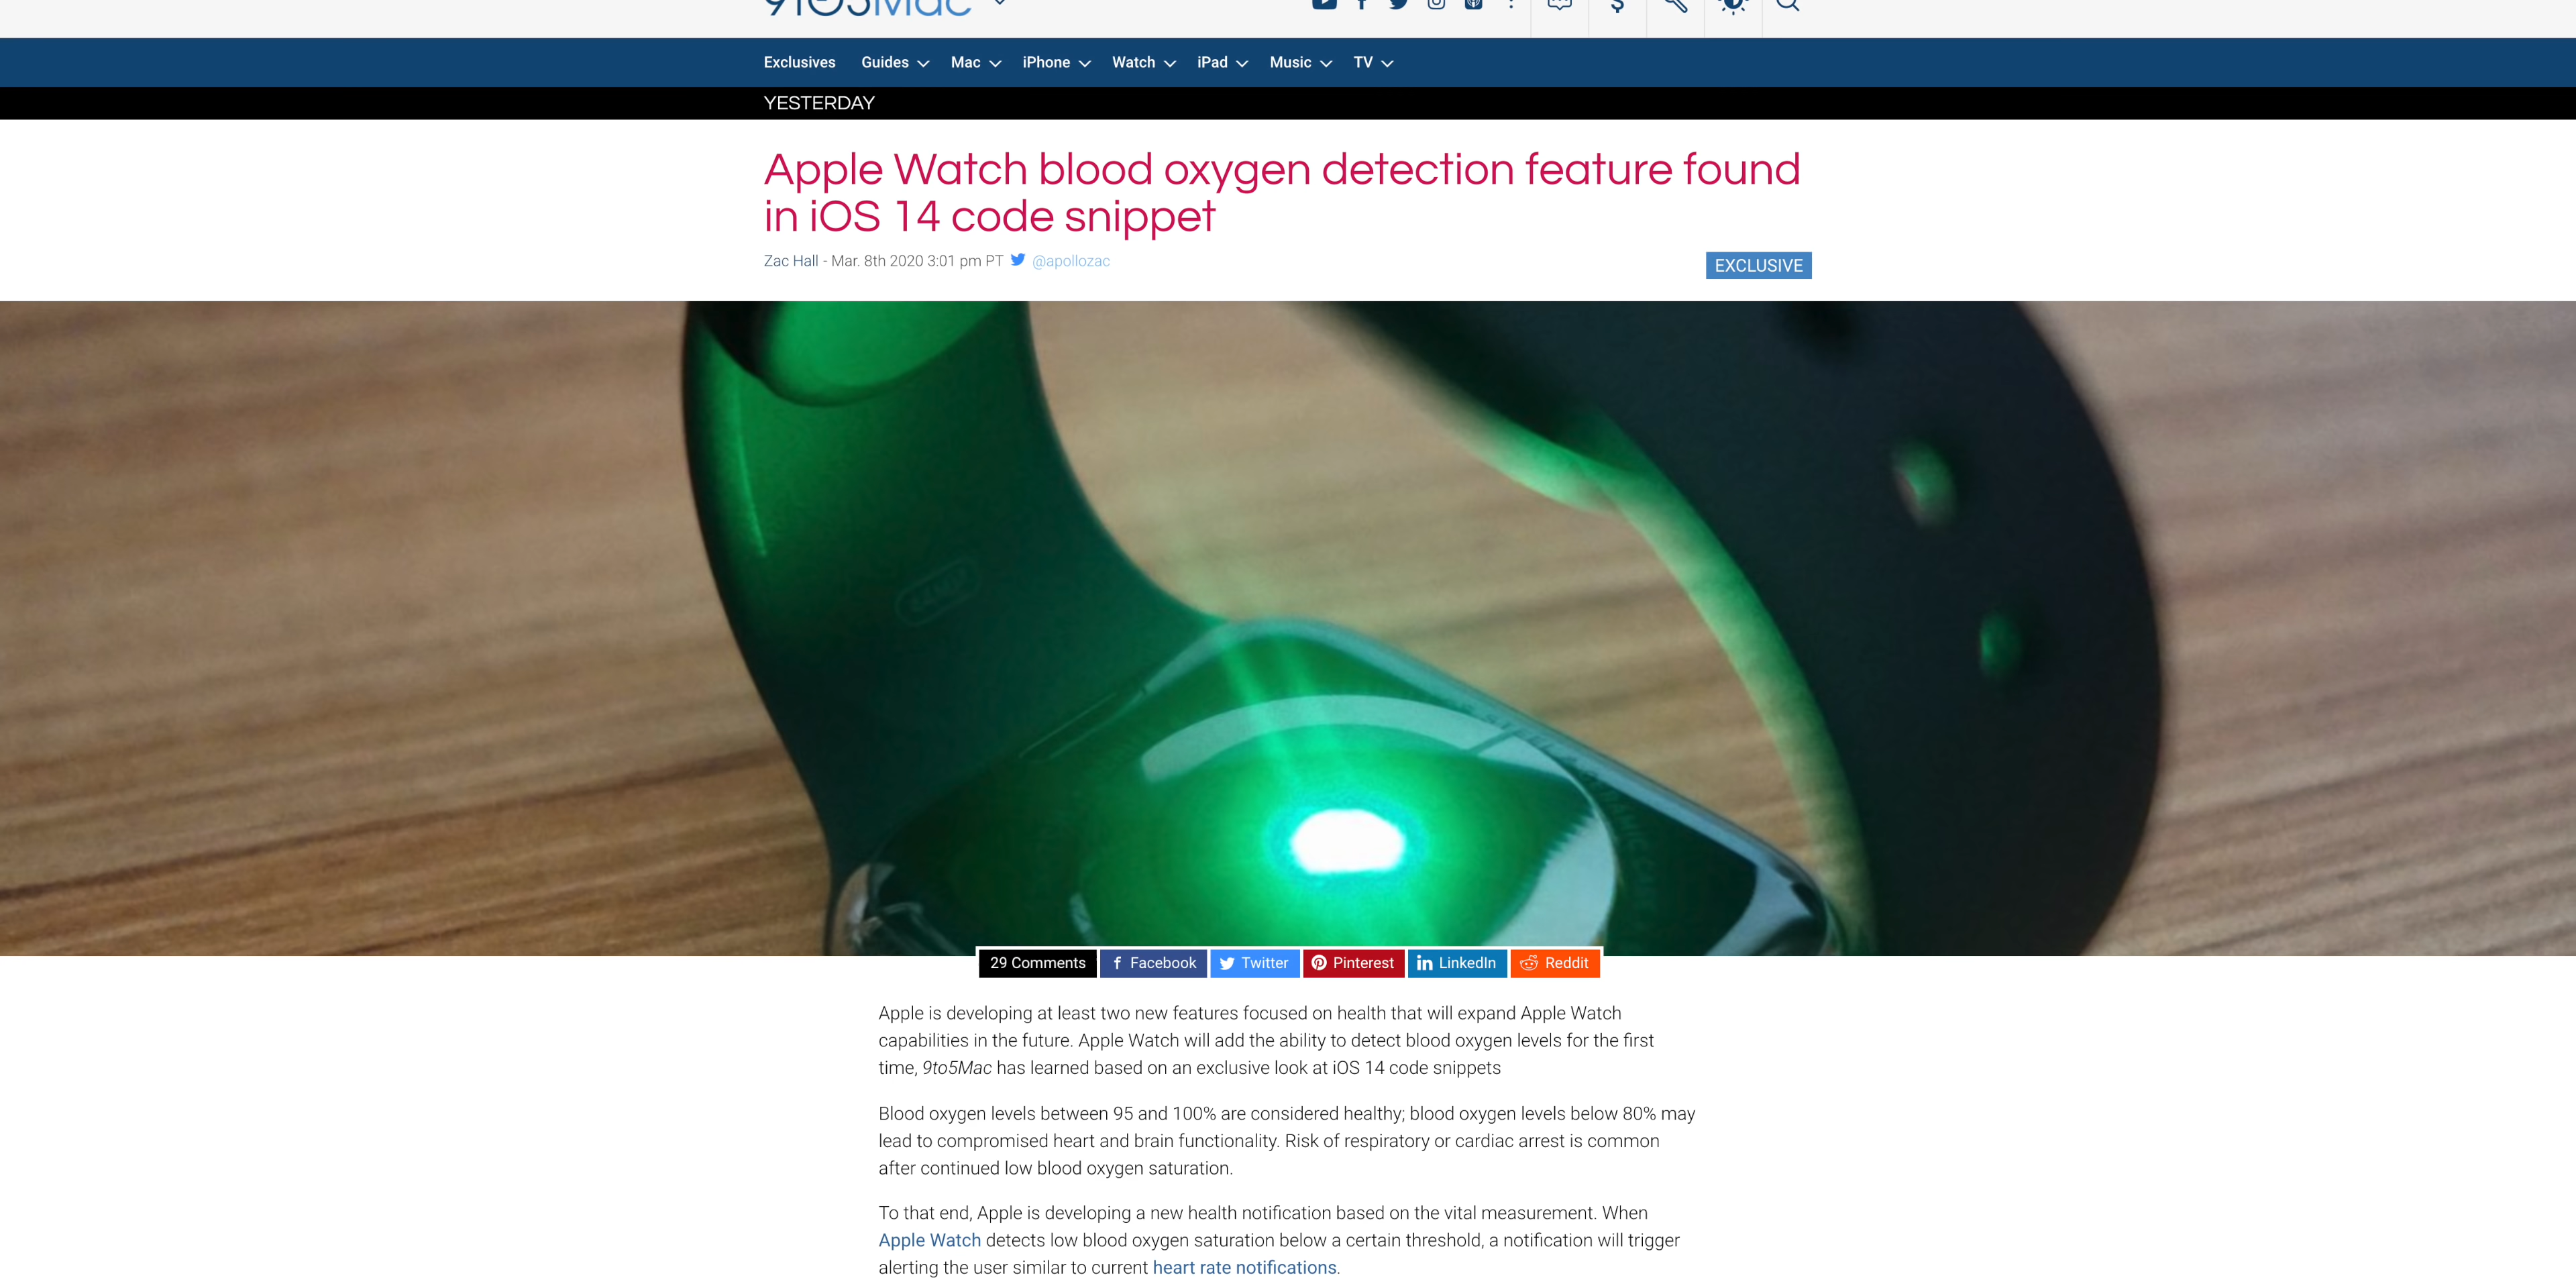 9TO5Mac
Exclusives Guides Mac iPhone Watch iPad Music TV
YESTERDAY
Apple Watch blood oxygen detection feature found
in iOS 14 code snippet
Zac Hall - Mar. 8th 2020 3:01 pm PT @apollozac
EXCLUSIVE
29 Comments Facebook Twitter Pinterest LinkedIn Reddit
Apple is developing at least two new features focused on health that will expand Apple Watch
capabilities in the future. Apple Watch will add the ability to detect blood oxygen levels for the first
time, 9to5Mac has learned based on an exclusive look at iOS 14 code snippets
Blood oxygen levels between 95 and 100% are considered healthy; blood oxygen levels below 80% may
lead to compromised heart and brain functionality. Risk of respiratory or cardiac arrest is common
after continued low blood oxygen saturation.
To that end, Apple is developing a new health notification based on the vital measurement. When
Apple Watch detects low blood oxygen saturation below a certain threshold, a notification will trigger
alerting the user similar to current heart rate notifications.